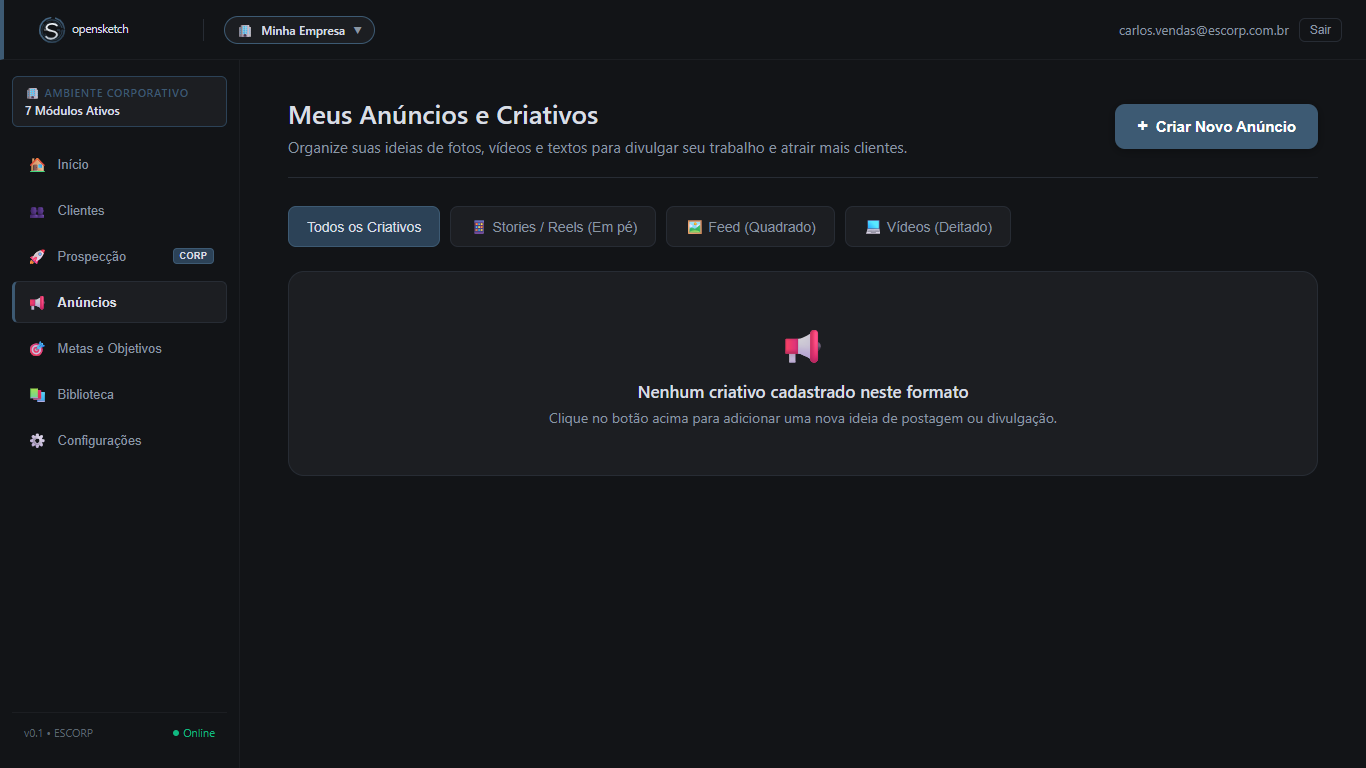 opensketch
Minha Empresa ▼
carlos.vendas@escorp.com.br
Sair
AMBIENTE CORPORATIVO
7 Módulos Ativos
Início
Clientes
Prospecção CORP
Anúncios
Metas e Objetivos
Biblioteca
Configurações
v0.1 • ESCORP
Online
Meus Anúncios e Criativos
Organize suas ideias de fotos, vídeos e textos para divulgar seu trabalho e atrair mais clientes.
+ Criar Novo Anúncio
Todos os Criativos
Stories / Reels (Em pé)
Feed (Quadrado)
Vídeos (Deitado)
Nenhum criativo cadastrado neste formato
Clique no botão acima para adicionar uma nova ideia de postagem ou divulgação.